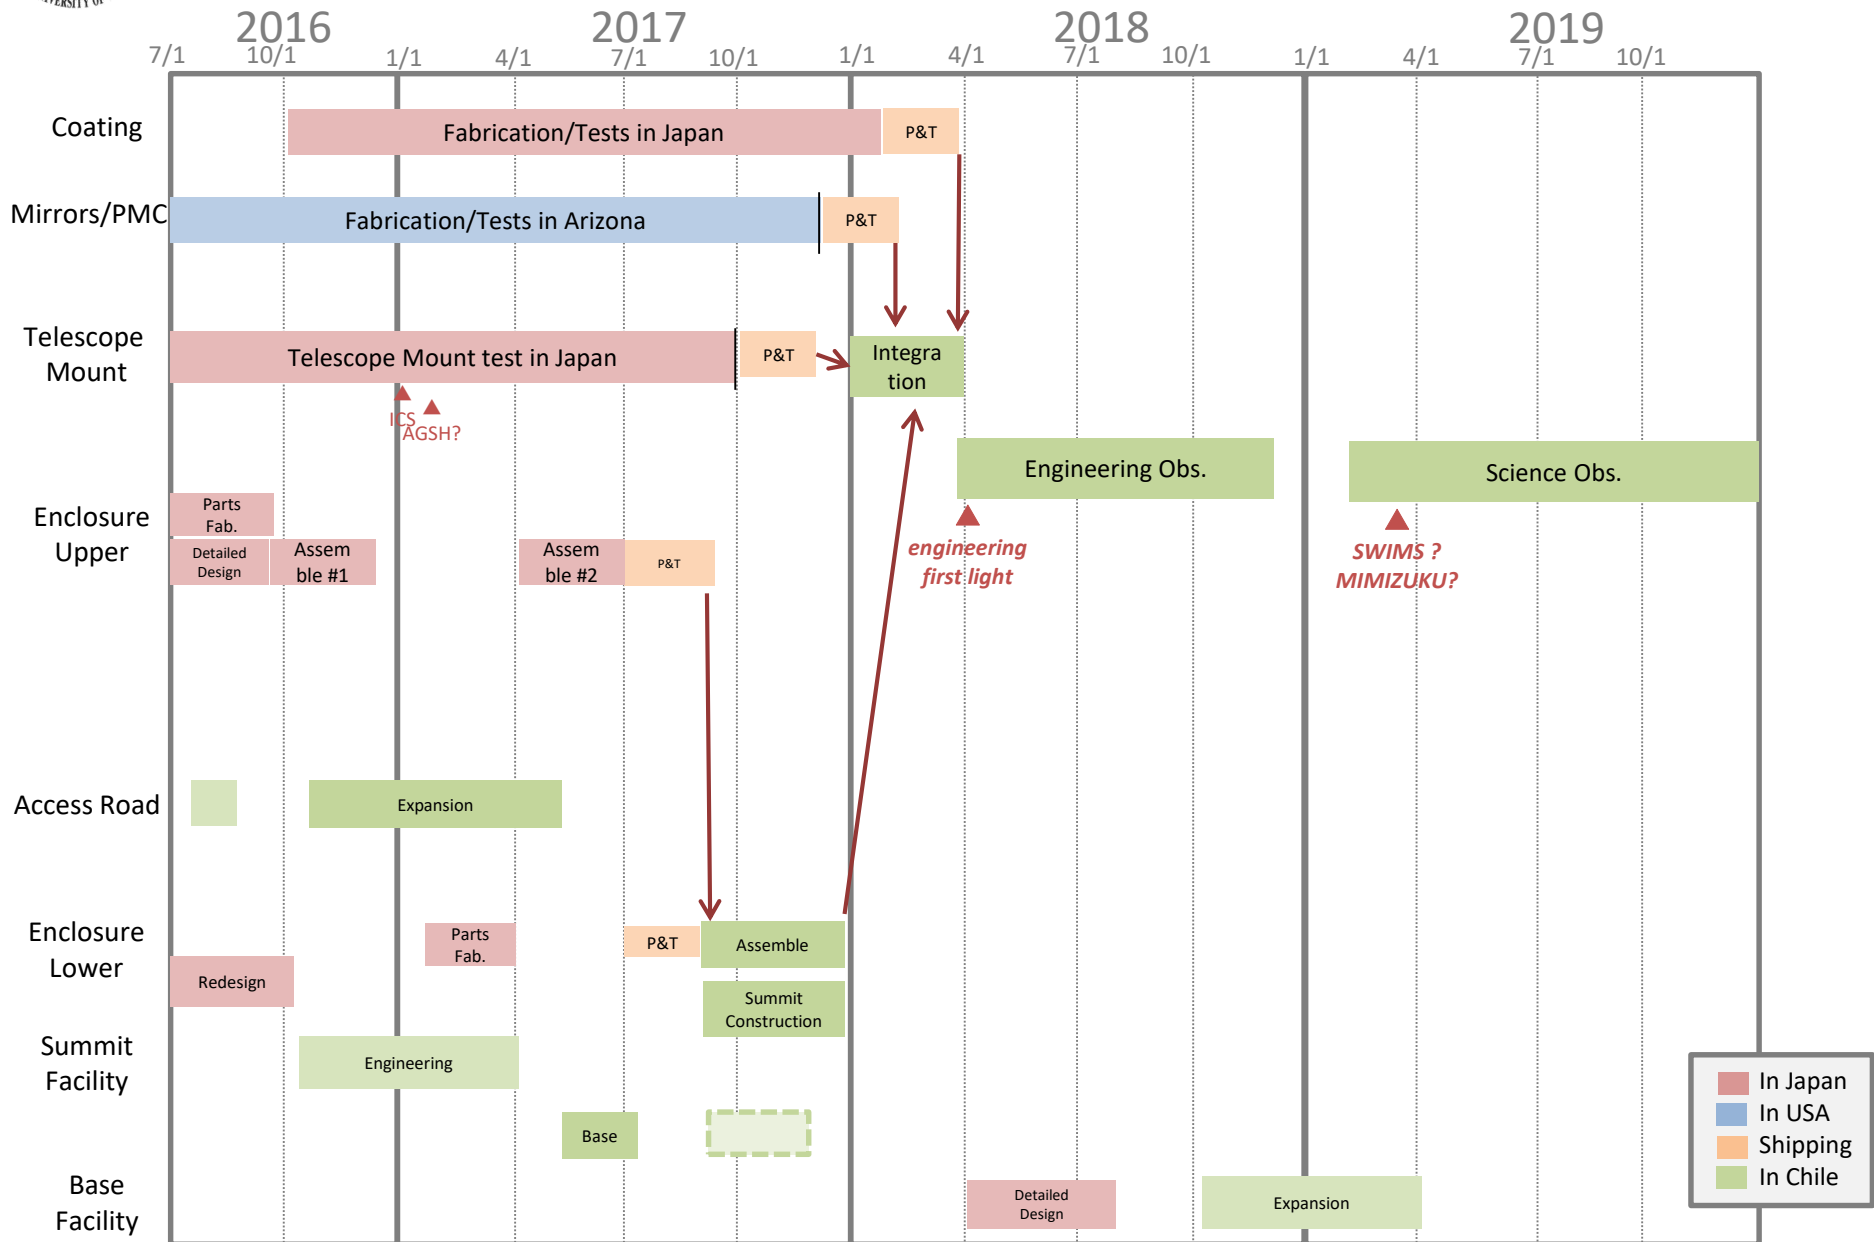 UNIVERSITY OF
2016 2017 2018 2019
7/1 10/1 1/1 4/1 7/1 10/1 1/1 4/1 7/1 10/1 1/1 4/1 7/1 10/1
Coating
Fabrication/Tests in Japan
P&T
Mirrors/PMC
Fabrication/Tests in Arizona
P&T
Telescope
Mount
Telescope Mount test in Japan
P&T
Integra
tion
ICS
AGSH?
Engineering Obs.
Science Obs.
engineering
first light
SWIMS ?
MIMIZUKU?
Enclosure
Upper
Parts
Fab.
Detailed
Design
Assem
ble #1
Assem
ble #2
P&T
Access Road
Expansion
Enclosure
Lower
Parts
Fab.
P&T
Assemble
Redesign
Summit
Construction
Summit
Facility
Engineering
Base
Base
Facility
Detailed
Design
Expansion
In Japan
In USA
Shipping
In Chile